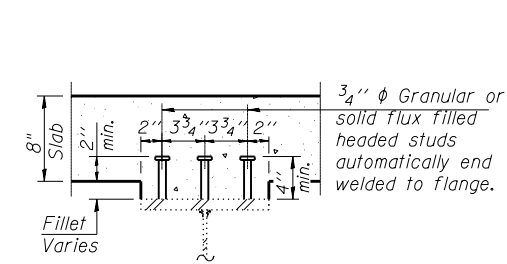 3/4" ϕ Granular or
solid flux filled
headed studs
automatically end
welded to flange.
2" 3 3/4" 3 3/4" 2"
8"
Slab
2"
min.
4"
min.
Fillet
Varies